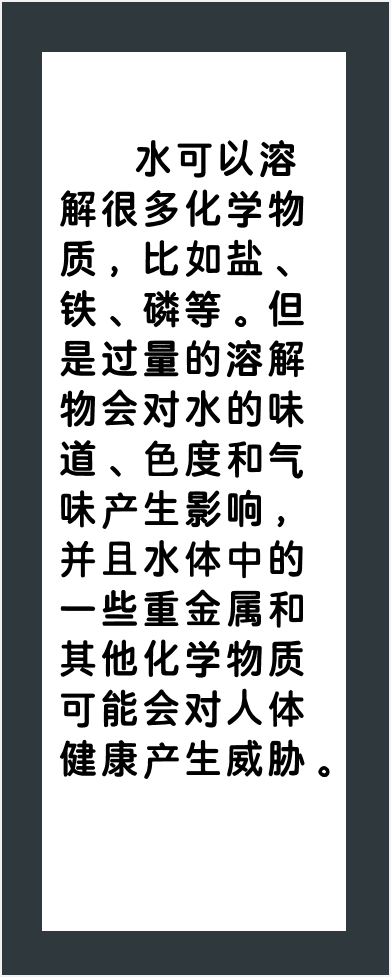 水可以溶
解很多化学物
质，比如盐、
铁、磷等。但
是过量的溶解
物会对水的味
道、色度和气
味产生影响，
并且水体中的
一些重金属和
其他化学物质
可能会对人体
健康产生威胁。